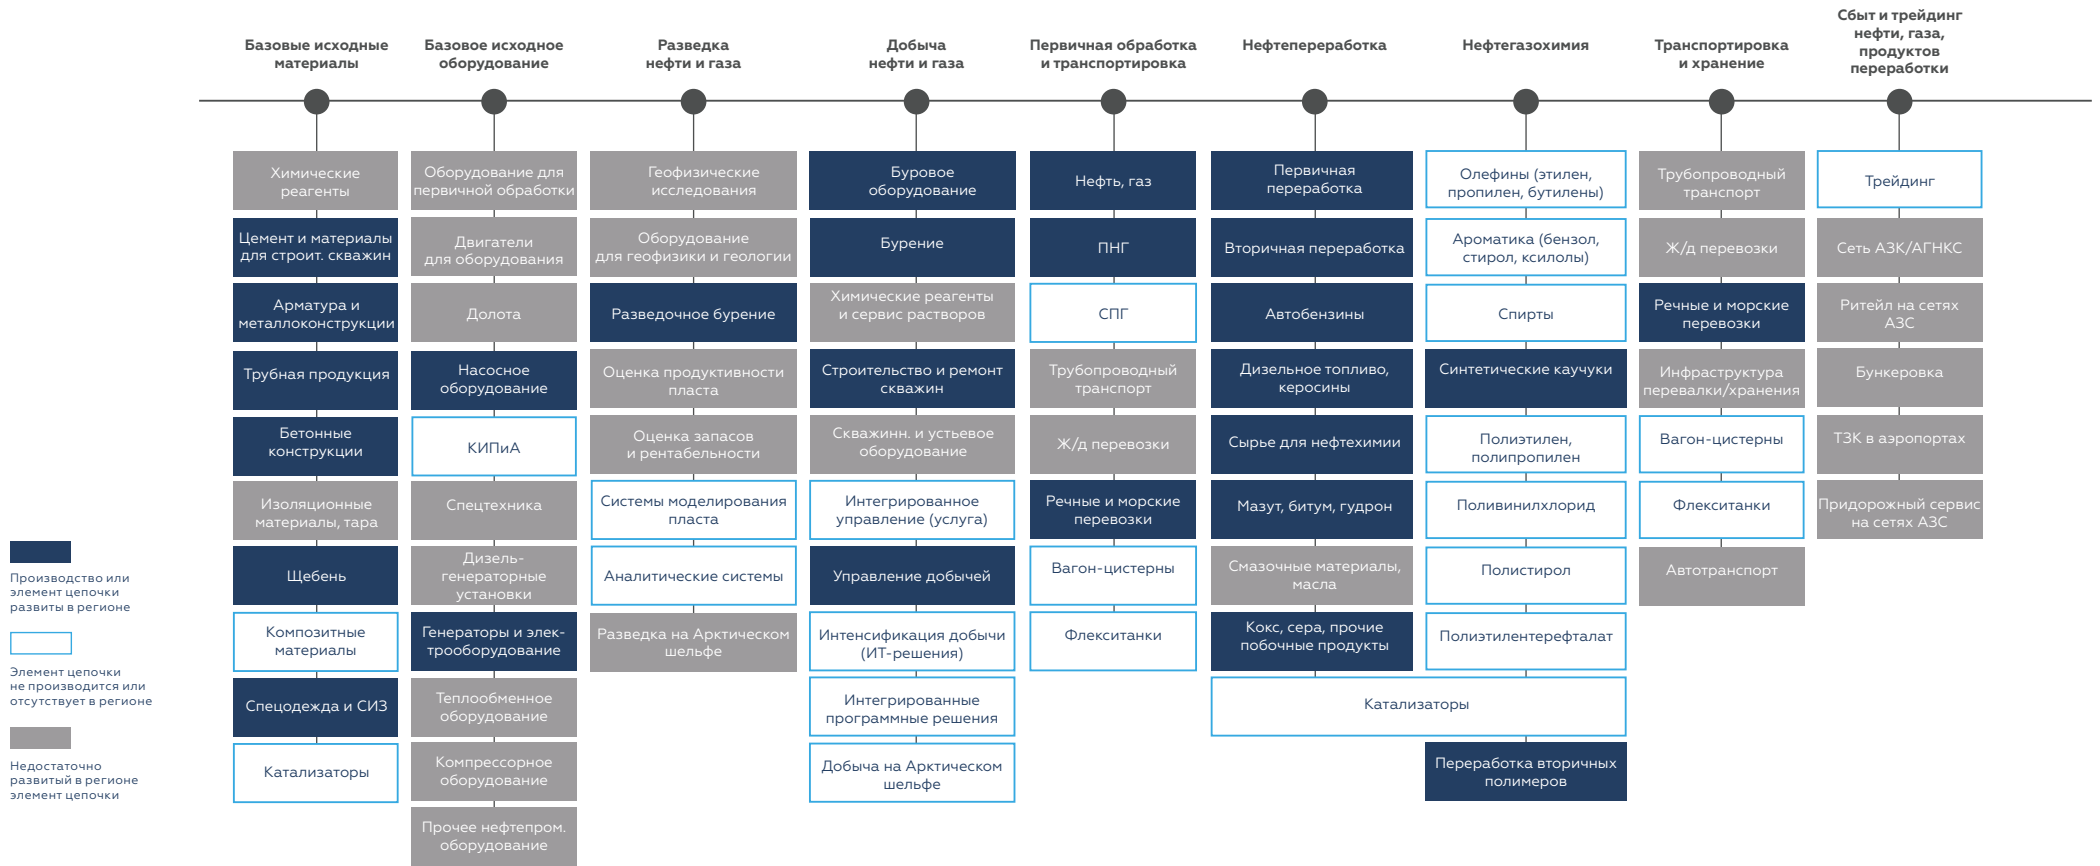 Базовые исходные
материалы
Базовое исходное
оборудование
Разведка
нефти и газа
Добыча
нефти и газа
Первичная обработка
и транспортировка
Нефтепереработка
Нефтегазохимия
Транспортировка
и хранение
Сбыт и трейдинг
нефти, газа,
продуктов
переработки
Химические
реагенты
Цемент и материалы
для строит. скважин
Арматура и
металлоконструкции
Трубная продукция
Бетонные
конструкции
Изоляционные
материалы, тара
Щебень
Композитные
материалы
Спецодежда и СИЗ
Катализаторы
Оборудование для
первичной обработки
Двигатели
для оборудования
Долота
Насосное
оборудование
КИПиА
Спецтехника
Дизель-
генераторные
установки
Генераторы и элек-
трооборудование
Теплообменное
оборудование
Компрессорное
оборудование
Прочее нефтепром.
оборудование
Геофизические
исследования
Оборудование
для геофизики и геологии
Разведочное бурение
Оценка продуктивности
пласта
Оценка запасов
и рентабельности
Системы моделирования
пласта
Аналитические системы
Разведка на Арктическом
шельфе
Буровое
оборудование
Бурение
Химические реагенты
и сервис растворов
Строительство и ремонт
скважин
Скважинн. и устьевое
оборудование
Интегрированное
управление (услуга)
Управление добычей
Интенсификация добычи
(ИТ-решения)
Интегрированные
программные решения
Добыча на Арктическом
шельфе
Нефть, газ
ПНГ
СПГ
Трубопроводный
транспорт
Ж/д перевозки
Речные и морские
перевозки
Вагон-цистерны
Флекситанки
Первичная
переработка
Вторичная переработка
Автобензины
Дизельное топливо,
керосины
Сырье для нефтехимии
Мазут, битум, гудрон
Смазочные материалы,
масла
Кокс, сера, прочие
побочные продукты
Катализаторы
Олефины (этилен,
пропилен, бутилены)
Ароматика (бензол,
стирол, ксилолы)
Спирты
Синтетические каучуки
Полиэтилен,
полипропилен
Поливинилхлорид
Полистирол
Полиэтилентерефталат
Переработка вторичных
полимеров
Трубопроводный
транспорт
Ж/д перевозки
Речные и морские
перевозки
Инфраструктура
перевалки/хранения
Вагон-цистерны
Флекситанки
Автотранспорт
Трейдинг
Сеть АЗК/АГНКС
Ритейл на сетях
АЗС
Бункеровка
ТЗК в аэропортах
Придорожный сервис
на сетях АЗС
Производство или
элемент цепочки
развиты в регионе
Элемент цепочки
не производится или
отсутствует в регионе
Недостаточно
развитый в регионе
элемент цепочки